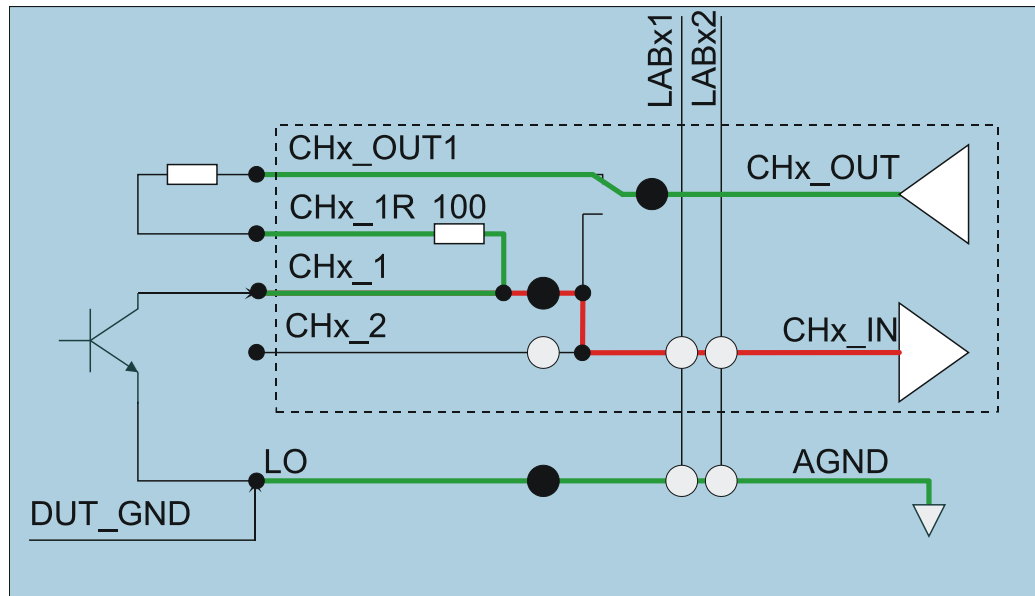 LABx1
LABx2
CHx_OUT1
CHx_OUT
CHx_1R 100
CHx_1
CHx_2
CHx_IN
LO
AGND
DUT_GND